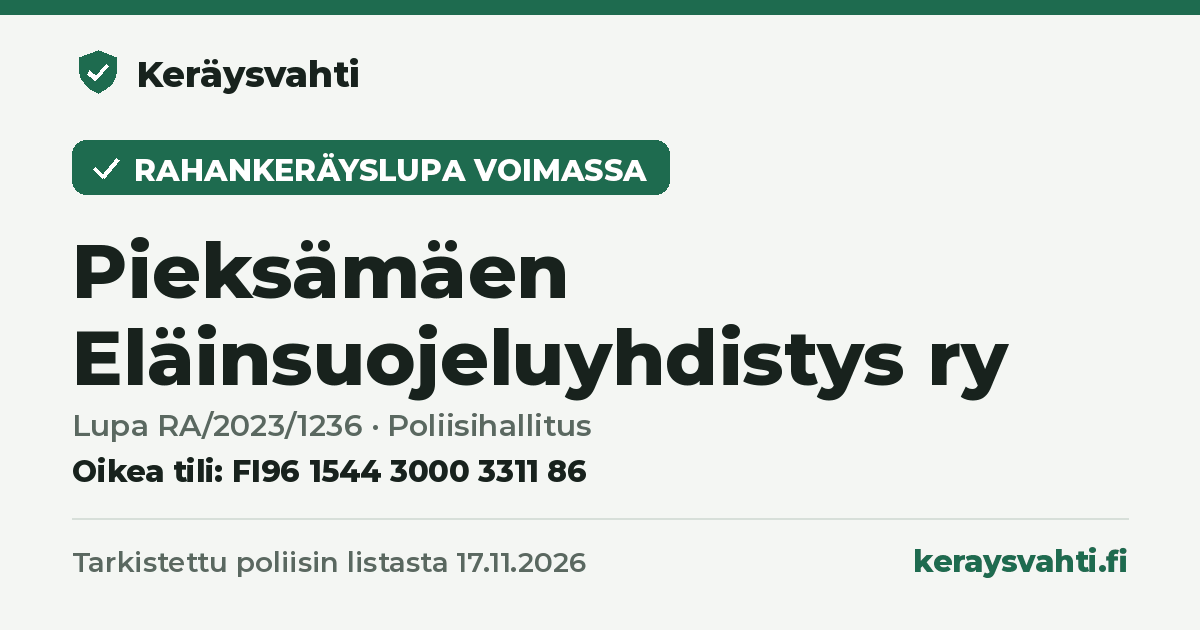 Keräysvahti
RAHANKERÄYSLUPA VOIMASSA
Pieksämäen
Eläinsuojeluyhdistys ry
Lupa RA/2023/1236 · Poliisihallitus
Oikea tili: FI96 1544 3000 3311 86
Tarkistettu poliisin listasta 17.11.2026
keraysvahti.fi